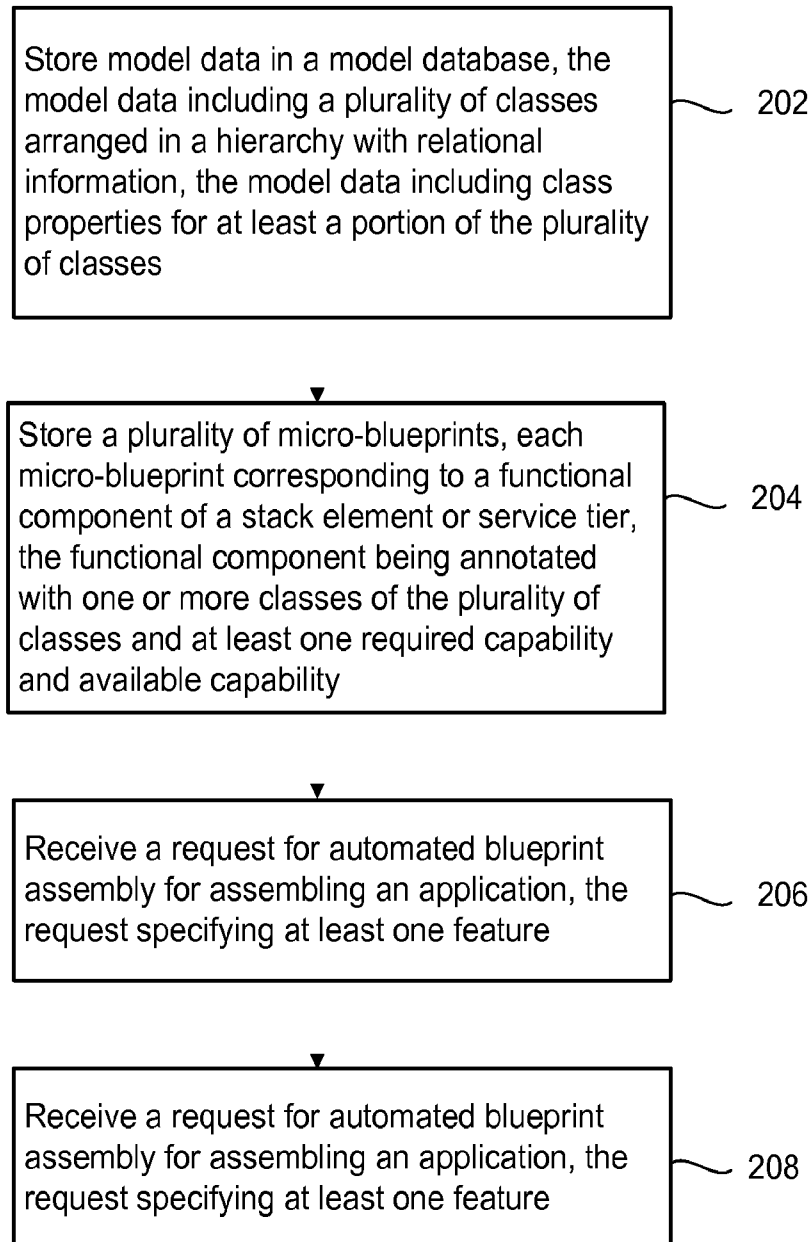 Store model data in a model database, the
model data including a plurality of classes
arranged in a hierarchy with relational
information, the model data including class
properties for at least a portion of the plurality
of classes
202
Store a plurality of micro-blueprints, each
micro-blueprint corresponding to a functional
component of a stack element or service tier,
the functional component being annotated
with one or more classes of the plurality of
classes and at least one required capability
and available capability
204
Receive a request for automated blueprint
assembly for assembling an application, the
request specifying at least one feature
206
Receive a request for automated blueprint
assembly for assembling an application, the
request specifying at least one feature
208